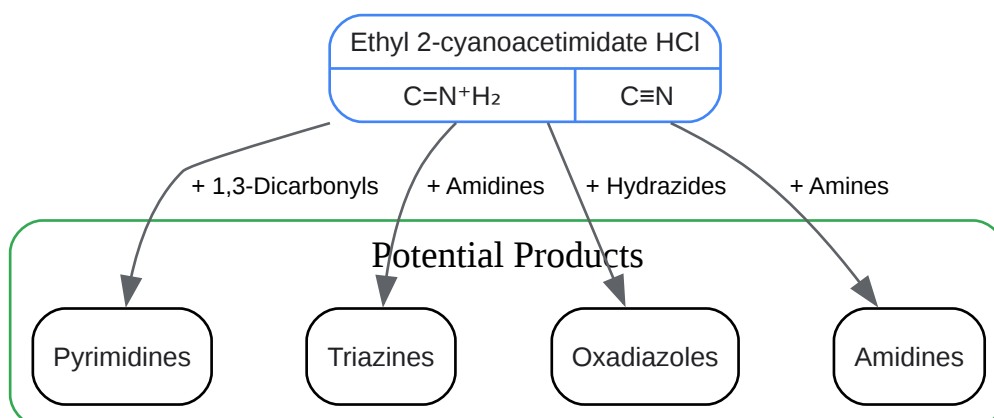 Ethyl 2-cyanoacetimidate HCl
C=N⁺H₂
C≡N
+ 1,3-Dicarbonyls
+ Amidines
+ Hydrazides
+ Amines
Potential Products
Pyrimidines
Triazines
Oxadiazoles
Amidines